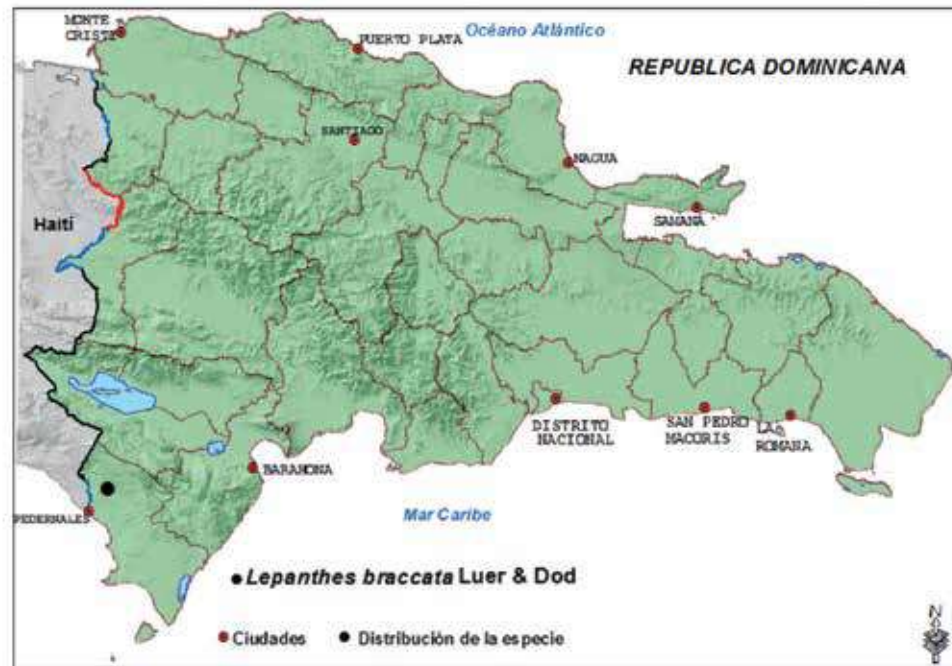 MONTE
CRISTI
PUERTO PLATA
Océano Atlántico
REPUBLICA DOMINICANA
SANTIAGO
NAGUA
SAMANA
Haití
DISTRITO
NACIONAL
SAN PEDRO
MACORIS
LA
ROMANA
BARAHONA
PEDERNALES
Mar Caribe
Lepanthes braccata Luer & Dod
Ciudades
Distribución de la especie
N